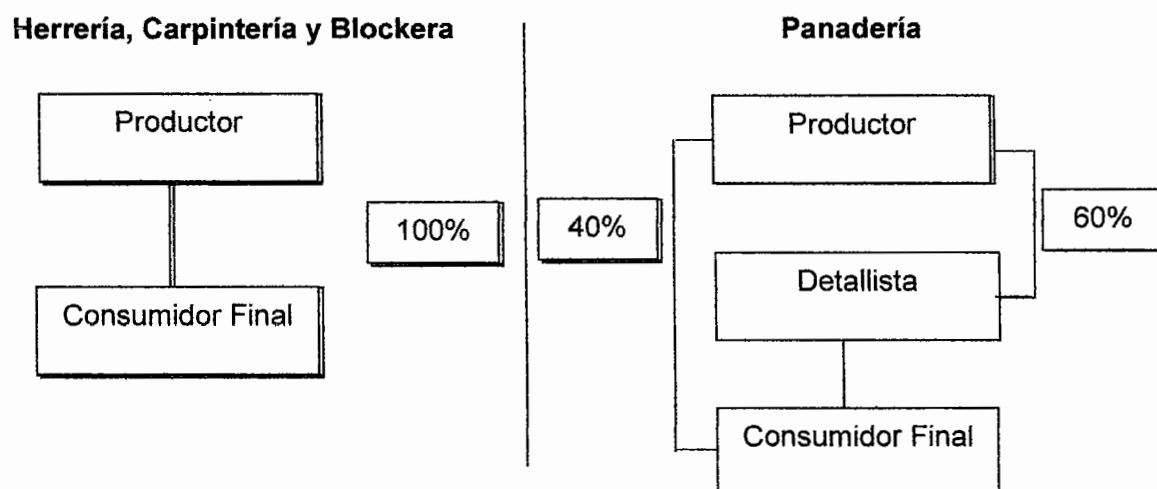 Herrería, Carpintería y Blockera
Productor
100%
Consumidor Final
Panadería
Productor
40%
60%
Detallista
Consumidor Final